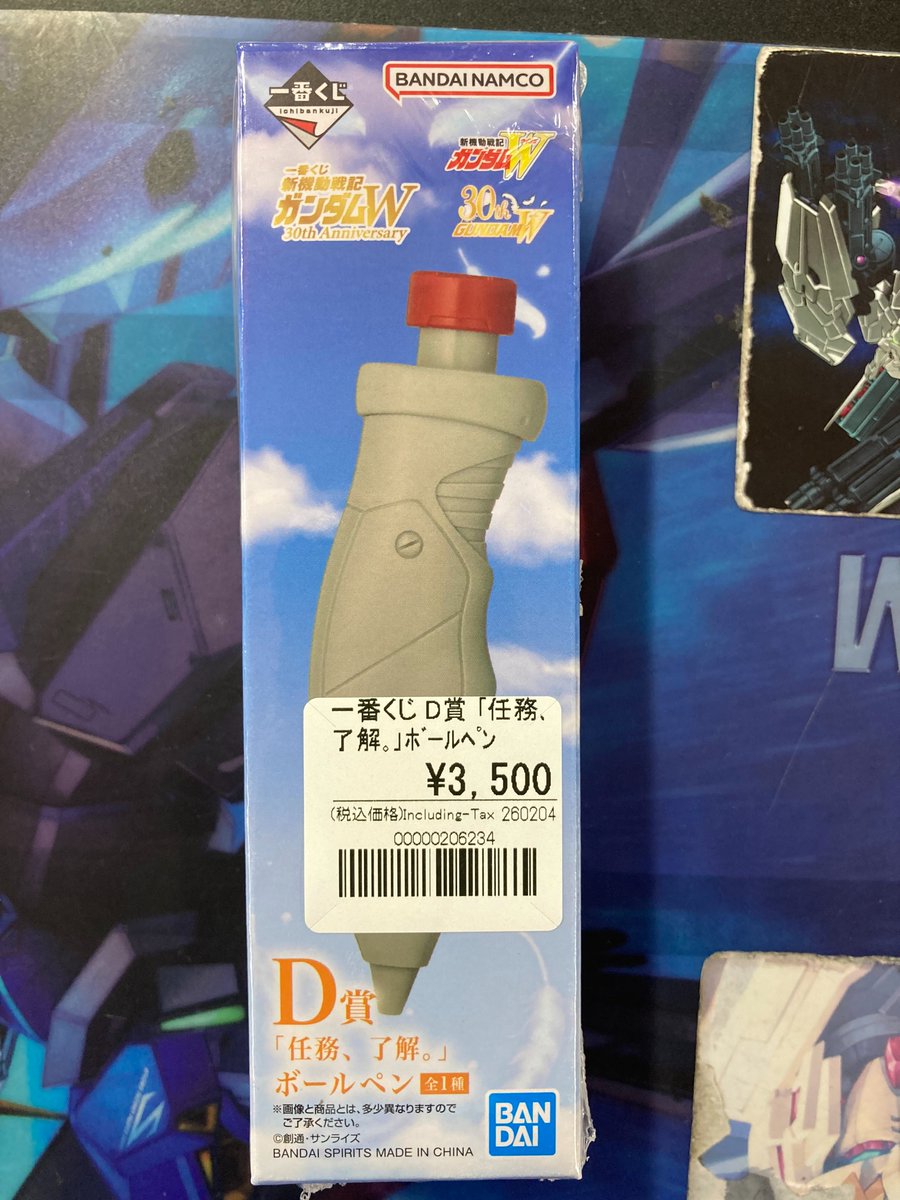 一番くじ
ichibankuji
BANDAI NAMCO
一番くじ
新機動戦記
ガンダムW
30th Anniversary
新機動戦記
ガンダムW
30th
GUNDAM W
一番くじ D賞 「任務、
了解。」ﾎﾞｰﾙﾍﾟﾝ
¥3,500
(税込価格)Including-Tax 260204
00000206234
D賞
「任務、了解。」
ボールペン 全1種
※画像と商品とは、多少異なりますので
ご了承ください。
©創通・サンライズ
BANDAI SPIRITS MADE IN CHINA
BAN
DAI